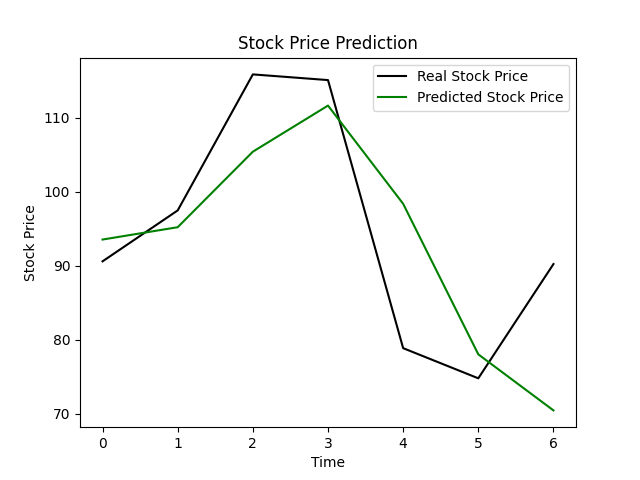 Stock Price Prediction
Real Stock Price
Predicted Stock Price
Stock Price
110
100
90
80
70
0 1 2 3 4 5 6
Time